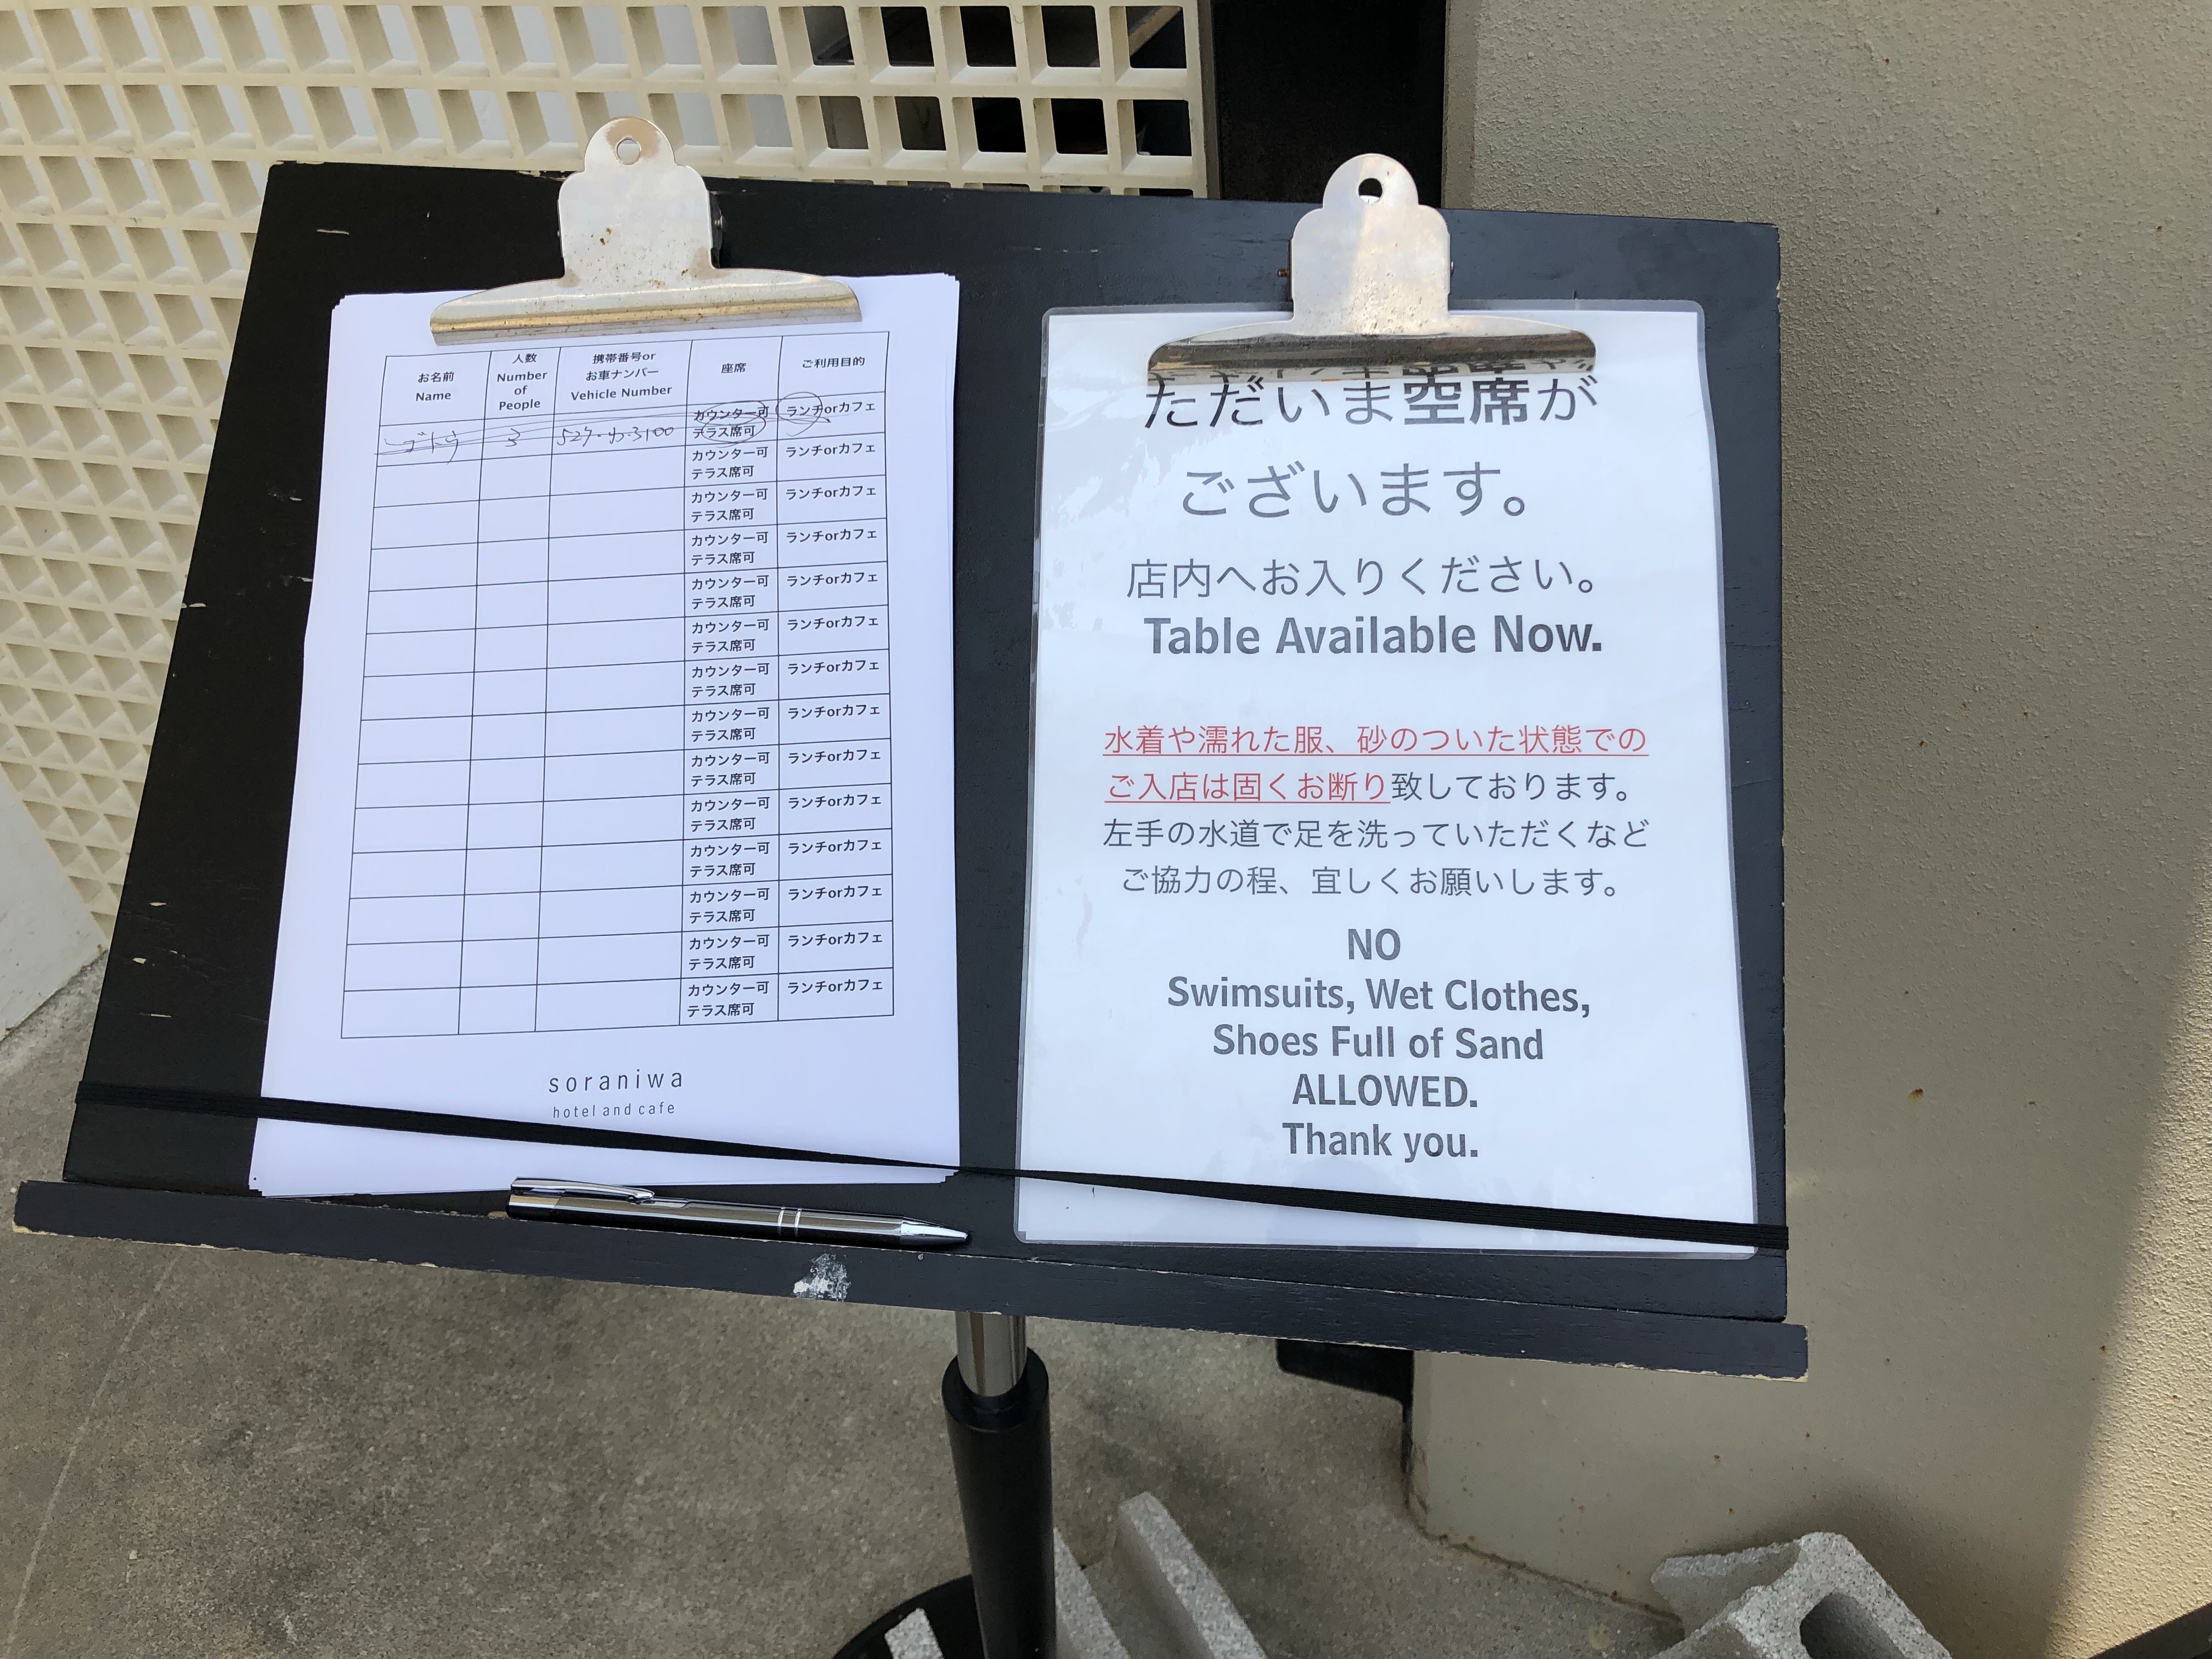 お名前
Name
人数
Number
of
People
携帯番号or
お車ナンバー
Vehicle Number
座席
ご利用目的
カウンター可
テラス席可
ランチorカフェ
3
カウンター可
テラス席可
ランチorカフェ
カウンター可
テラス席可
ランチorカフェ
カウンター可
テラス席可
ランチorカフェ
カウンター可
テラス席可
ランチorカフェ
カウンター可
テラス席可
ランチorカフェ
カウンター可
テラス席可
ランチorカフェ
カウンター可
テラス席可
ランチorカフェ
カウンター可
テラス席可
ランチorカフェ
カウンター可
テラス席可
ランチorカフェ
カウンター可
テラス席可
ランチorカフェ
カウンター可
テラス席可
ランチorカフェ
カウンター可
テラス席可
ランチorカフェ
カウンター可
テラス席可
ランチorカフェ
soraniwa
hotel and cafe
ただいま空席が
ございます。
店内へお入りください。
Table Available Now.
水着や濡れた服、砂のついた状態での
ご入店は固くお断り致しております。
左手の水道で足を洗っていただくなど
ご協力の程、宜しくお願いします。
NO
Swimsuits, Wet Clothes,
Shoes Full of Sand
ALLOWED.
Thank you.